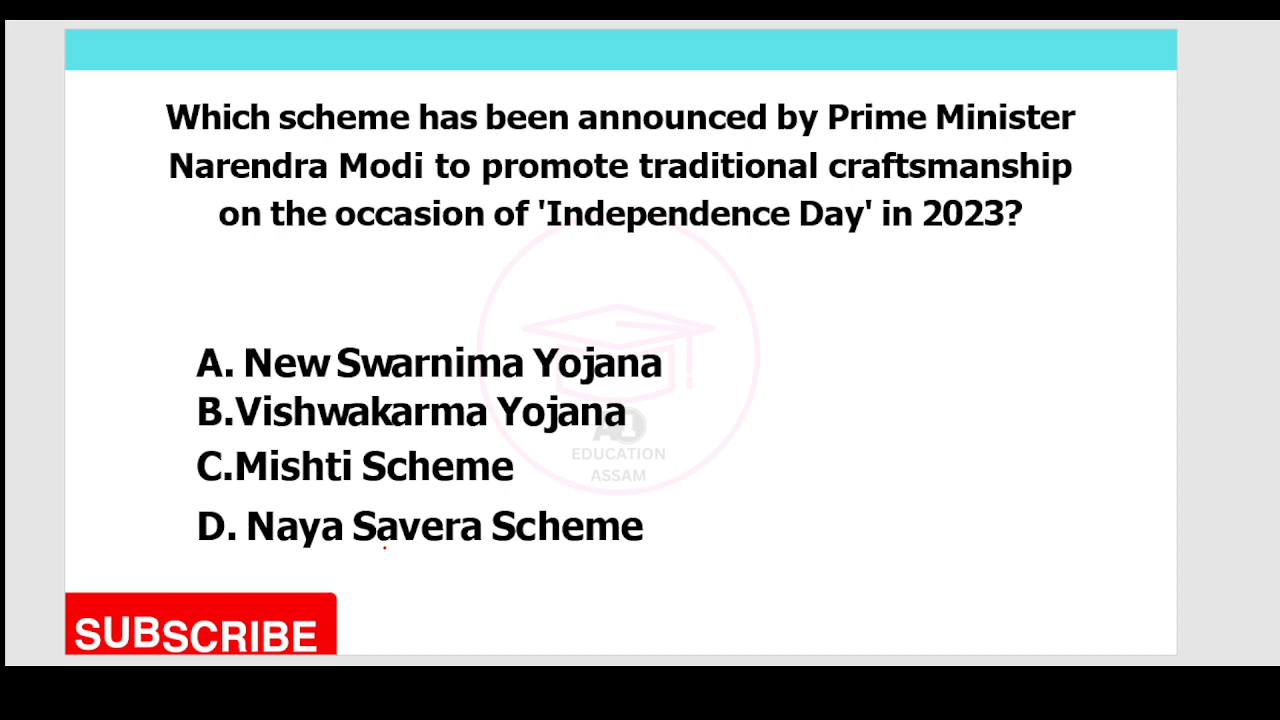 Which scheme has been announced by Prime Minister
Narendra Modi to promote traditional craftsmanship
on the occasion of 'Independence Day' in 2023?
A. New Swarnima Yojana
B.Vishwakarma Yojana
C.Mishti Scheme
D. Naya Savera Scheme
EDUCATION
ASSAM
SUBSCRIBE